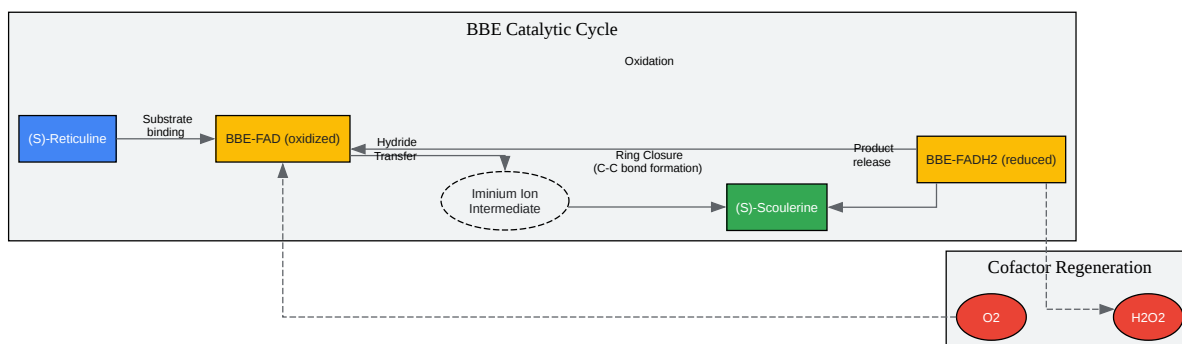 BBE Catalytic Cycle
Oxidation
Substrate
binding
(S)-Reticuline
BBE-FAD (oxidized)
Hydride
Transfer
Ring Closure
(C-C bond formation)
Product
release
BBE-FADH2 (reduced)
Iminium Ion
Intermediate
(S)-Scoulerine
Cofactor Regeneration
O2
H2O2